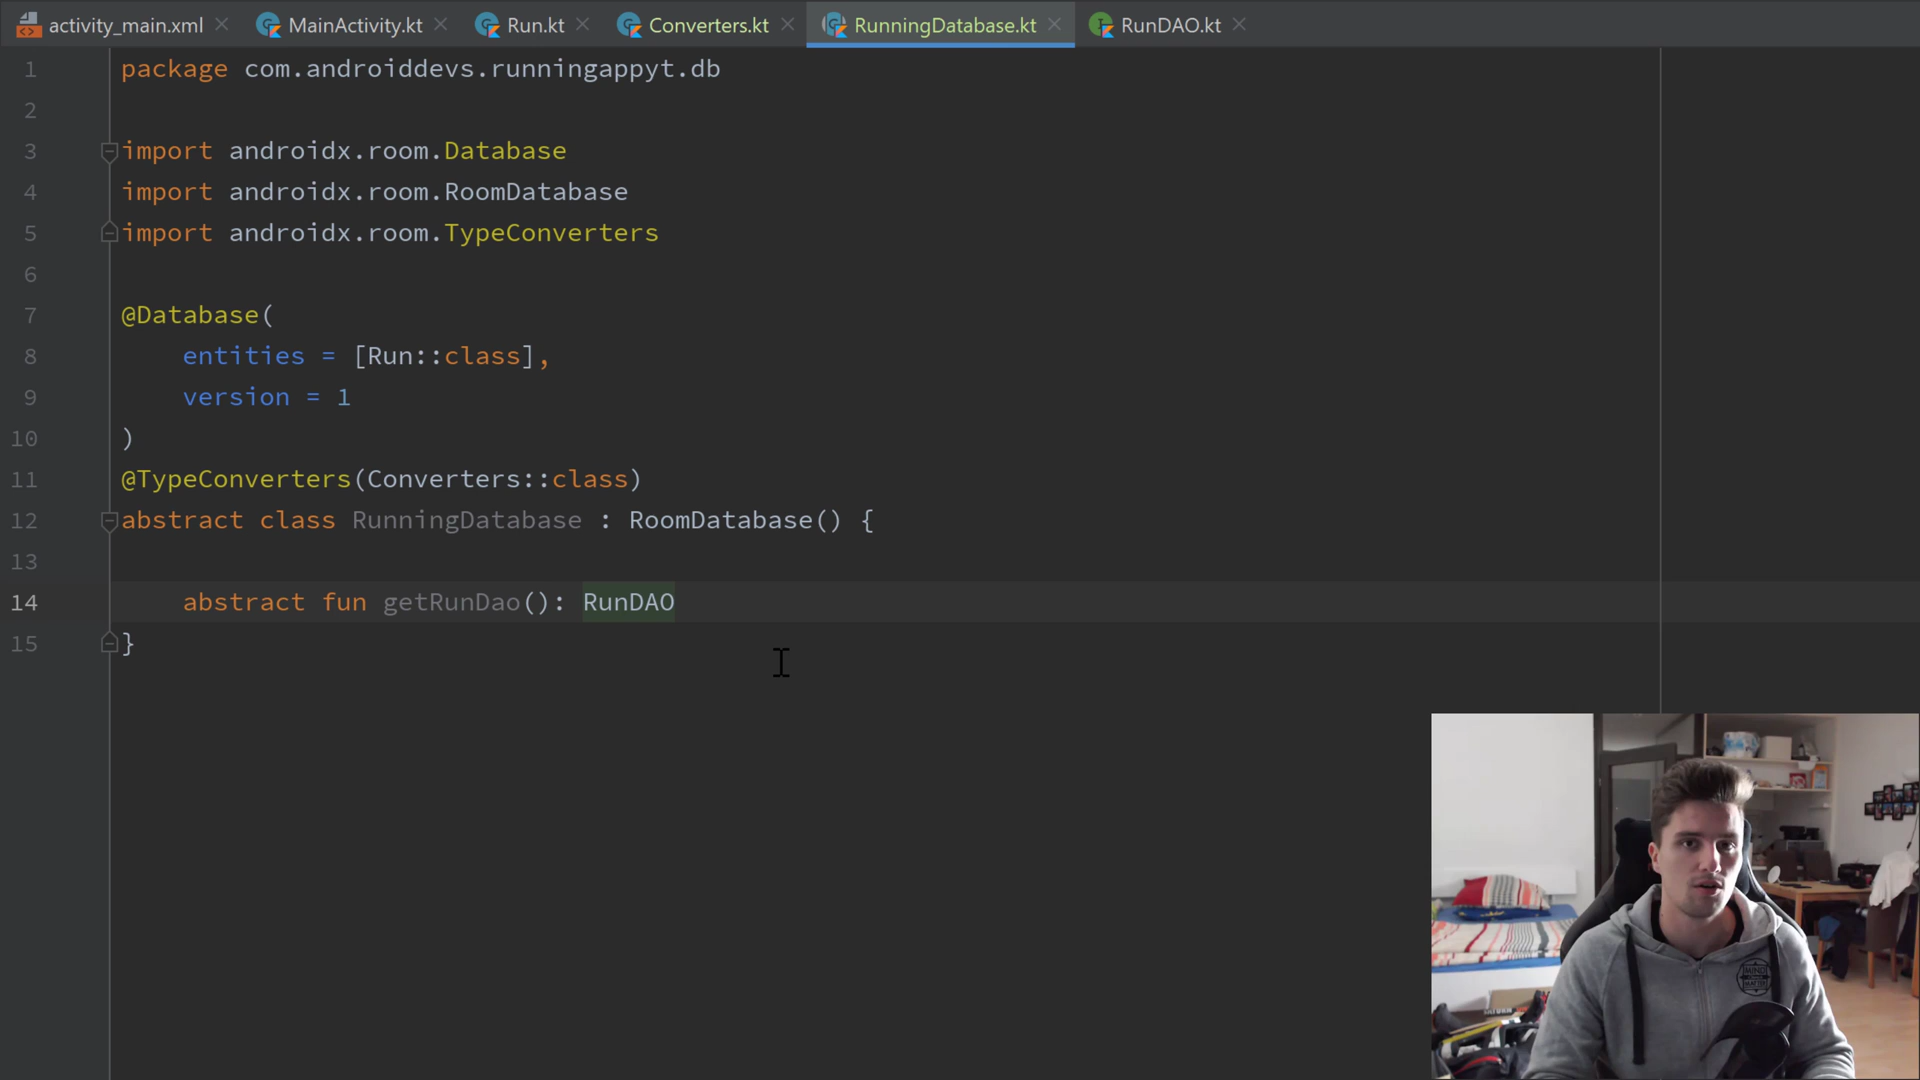 activity_main.xml MainActivity.kt Run.kt Converters.kt RunningDatabase.kt RunDAO.kt
1 package com.androiddevs.runningappyt.db
2
3 import androidx.room.Database
4 import androidx.room.RoomDatabase
5 import androidx.room.TypeConverters
6
7 @Database(
8 entities = [Run::class],
9 version = 1
10 )
11 @TypeConverters(Converters::class)
12 abstract class RunningDatabase : RoomDatabase() {
13
14 abstract fun getRunDao(): RunDAO
15 }
MIND
MATTER